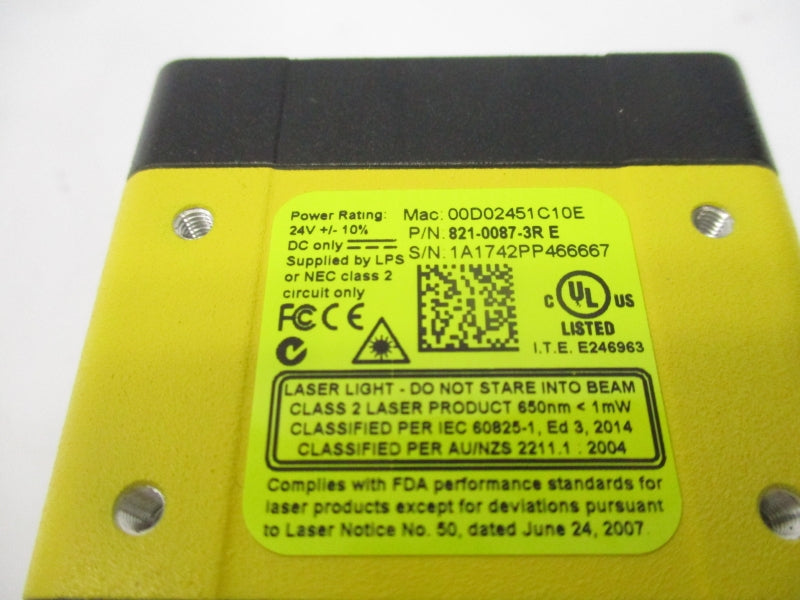 Power Rating:
24V +/- 10%
DC only
Supplied by LPS
or NEC class 2
circuit only
Mac: 00D02451C10E
P/N: 821-0087-3R E
S/N: 1A1742PP466667
FC CE
C UL US
LISTED
I.T.E. E246963
LASER LIGHT - DO NOT STARE INTO BEAM
CLASS 2 LASER PRODUCT 650nm < 1mW
CLASSIFIED PER IEC 60825-1, Ed 3, 2014
CLASSIFIED PER AU/NZS 2211.1 : 2004
Complies with FDA performance standards for
laser products except for deviations pursuant
to Laser Notice No. 50, dated June 24, 2007.